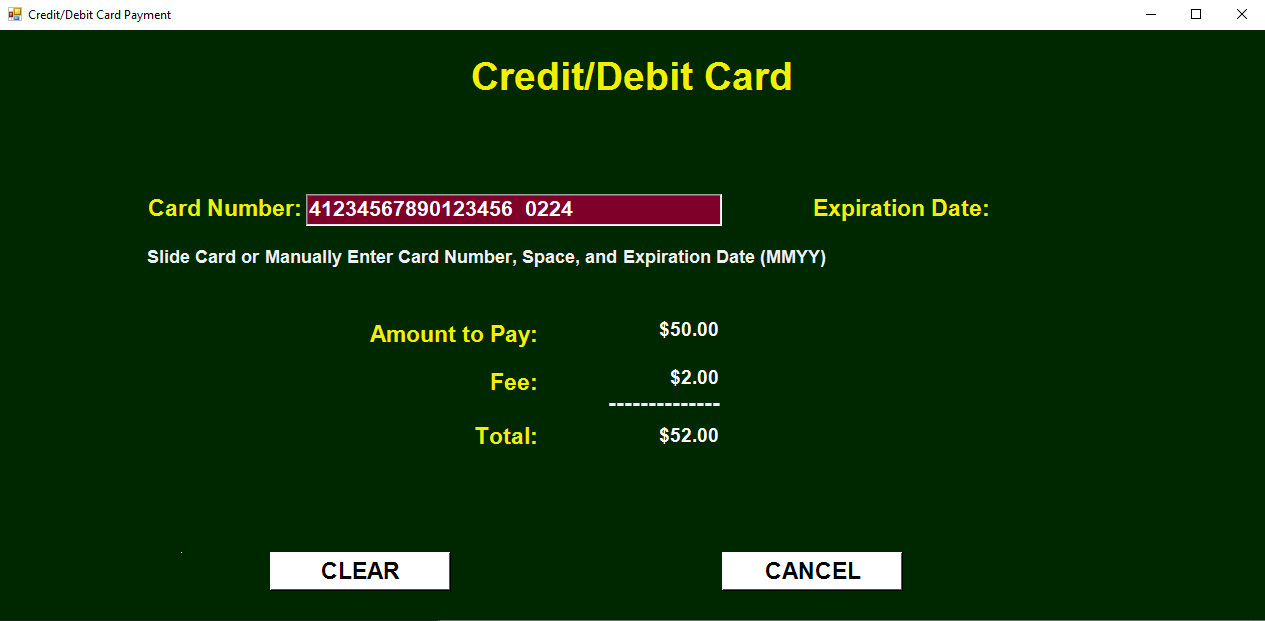 Credit/Debit Card Payment
Credit/Debit Card
Card Number: 41234567890123456  0224 Expiration Date:
Slide Card or Manually Enter Card Number, Space, and Expiration Date (MMYY)
Amount to Pay: $50.00
Fee: $2.00
--------------
Total: $52.00
CLEAR CANCEL